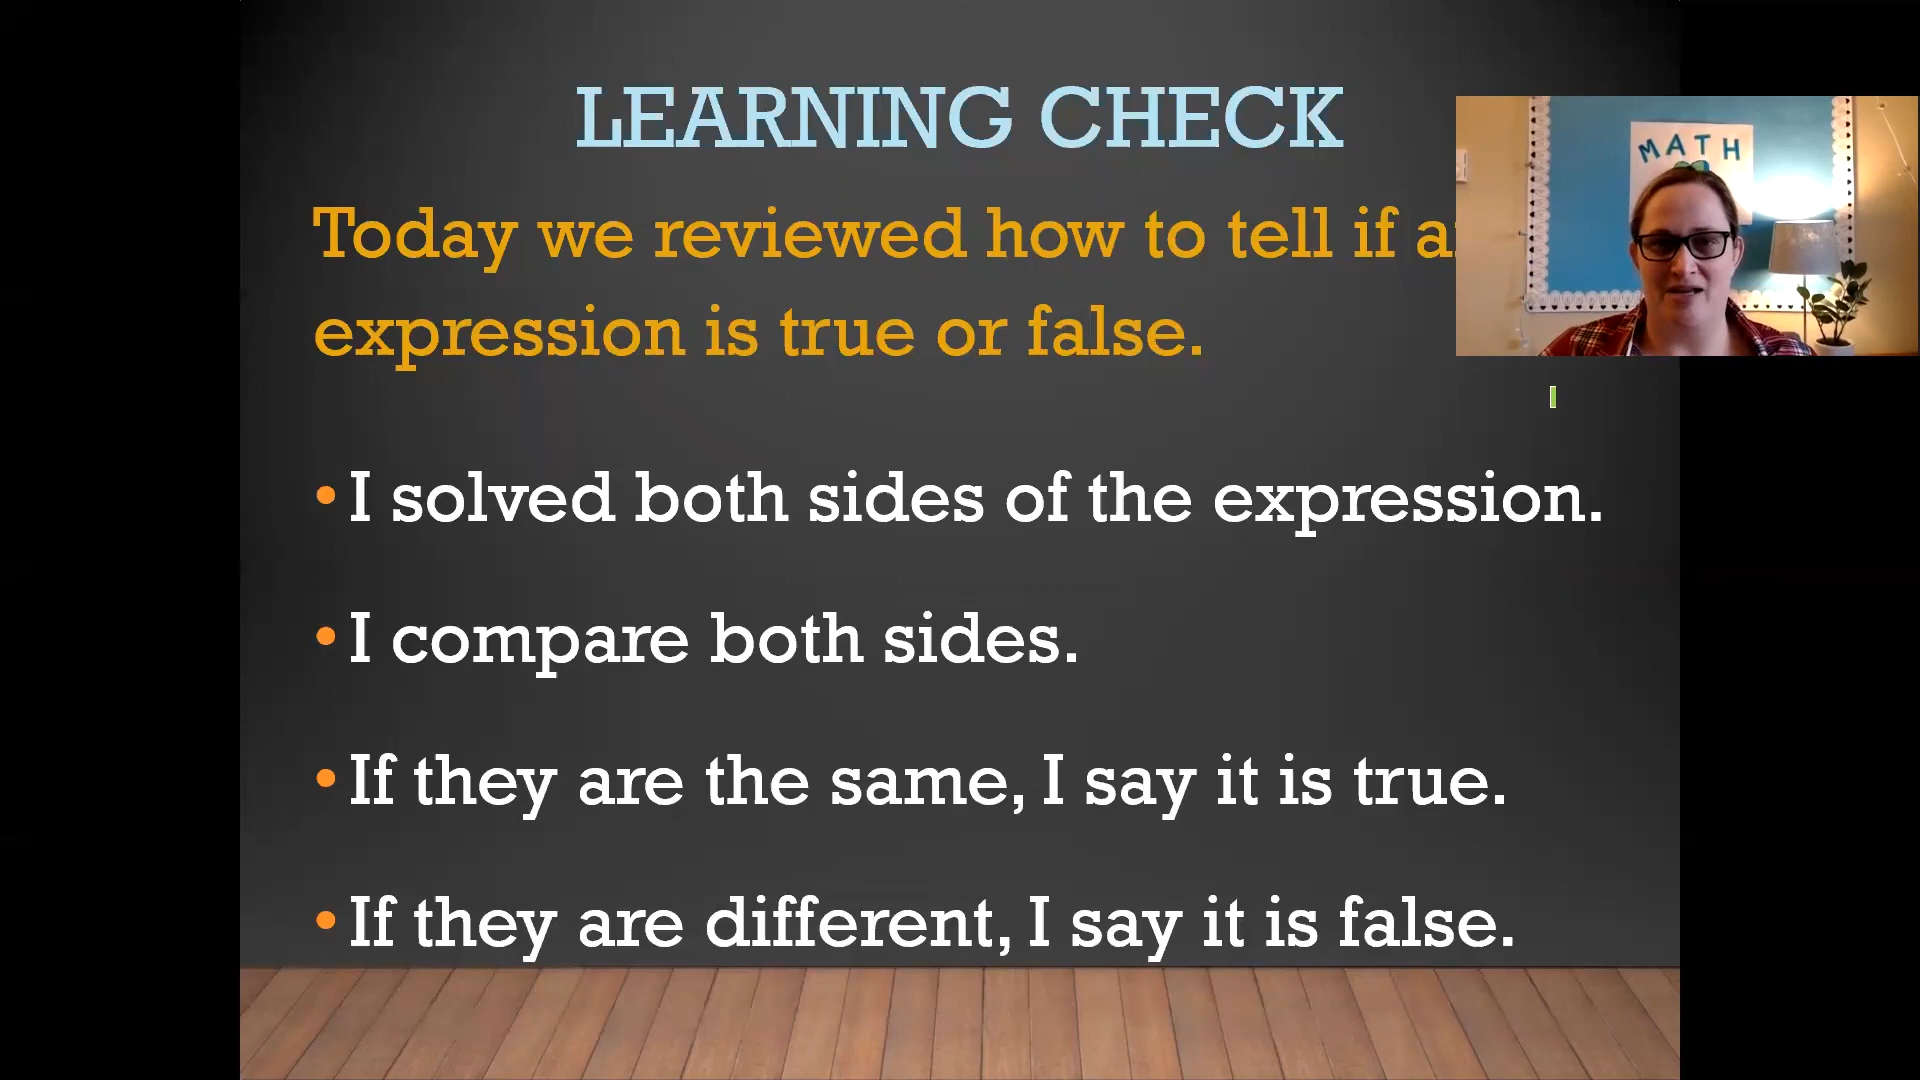 LEARNING CHECK
Today we reviewed how to tell if
expression is true or false.
• I solved both sides of the expression.
• I compare both sides.
• If they are the same, I say it is true.
• If they are different, I say it is false.
MATH